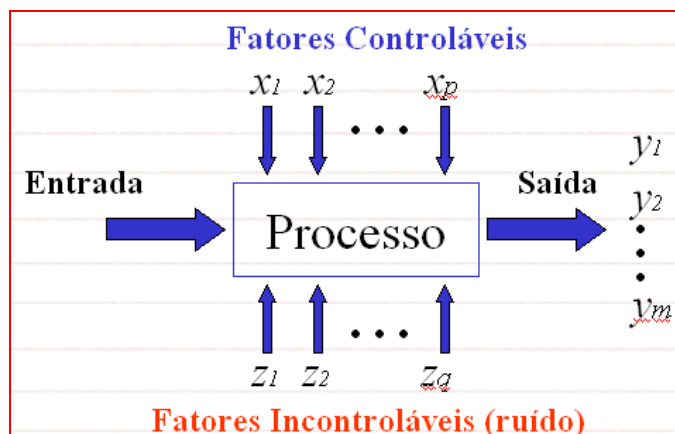 Fatores Controláveis
x1 x2 • • • xp
Entrada
Processo
Saída
y1
y2
•
•
•
ym
z1 z2 • • • zq
Fatores Incontroláveis (ruído)